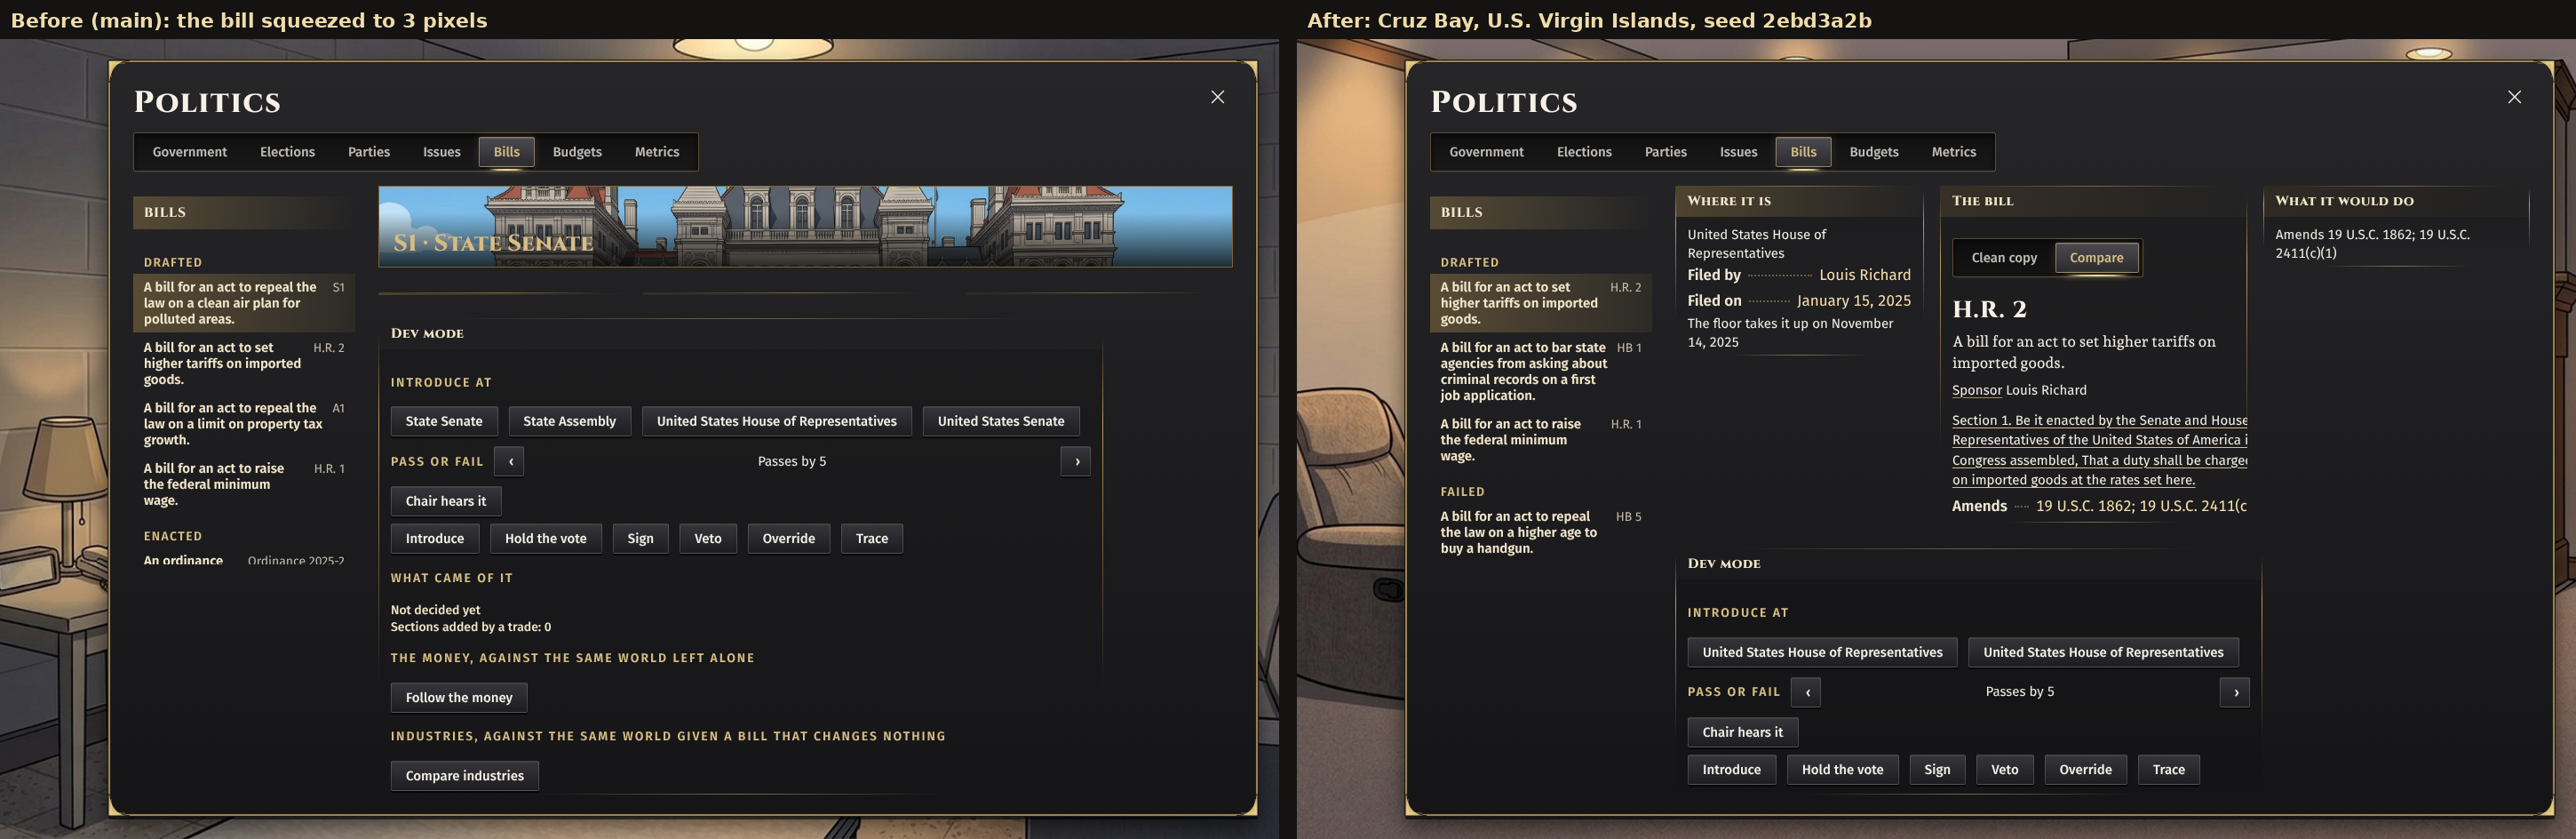 Before (main): the bill squeezed to 3 pixels
Politics
Government Elections Parties Issues Bills Budgets Metrics
BILLS
DRAFTED
A bill for an act to repeal the S1
law on a clean air plan for
polluted areas.
A bill for an act to set H.R. 2
higher tariffs on imported
goods.
A bill for an act to repeal the A1
law on a limit on property tax
growth.
A bill for an act to raise H.R. 1
the federal minimum
wage.
ENACTED
An ordinance Ordinance 2025-2
S1 · State Senate
Dev mode
INTRODUCE AT
State Senate State Assembly United States House of Representatives United States Senate
PASS OR FAIL ‹ Passes by 5 ›
Chair hears it
Introduce Hold the vote Sign Veto Override Trace
WHAT CAME OF IT
Not decided yet
Sections added by a trade: 0
THE MONEY, AGAINST THE SAME WORLD LEFT ALONE
Follow the money
INDUSTRIES, AGAINST THE SAME WORLD GIVEN A BILL THAT CHANGES NOTHING
Compare industries
After: Cruz Bay, U.S. Virgin Islands, seed 2ebd3a2b
Politics
Government Elections Parties Issues Bills Budgets Metrics
BILLS
DRAFTED
A bill for an act to set H.R. 2
higher tariffs on imported
goods.
A bill for an act to bar state HB 1
agencies from asking about
criminal records on a first
job application.
A bill for an act to raise H.R. 1
the federal minimum
wage.
FAILED
A bill for an act to repeal HB 5
the law on a higher age to
buy a handgun.
Where it is
United States House of
Representatives
Filed by Louis Richard
Filed on January 15, 2025
The floor takes it up on November
14, 2025
The bill
Clean copy Compare
H.R. 2
A bill for an act to set higher tariffs on
imported goods.
Sponsor Louis Richard
Section 1. Be it enacted by the Senate and House
Representatives of the United States of America i
Congress assembled, That a duty shall be charged
on imported goods at the rates set here.
Amends 19 U.S.C. 1862; 19 U.S.C. 2411(c
What it would do
Amends 19 U.S.C. 1862; 19 U.S.C.
2411(c)(1)
Dev mode
INTRODUCE AT
United States House of Representatives United States House of Representatives
PASS OR FAIL ‹ Passes by 5 ›
Chair hears it
Introduce Hold the vote Sign Veto Override Trace